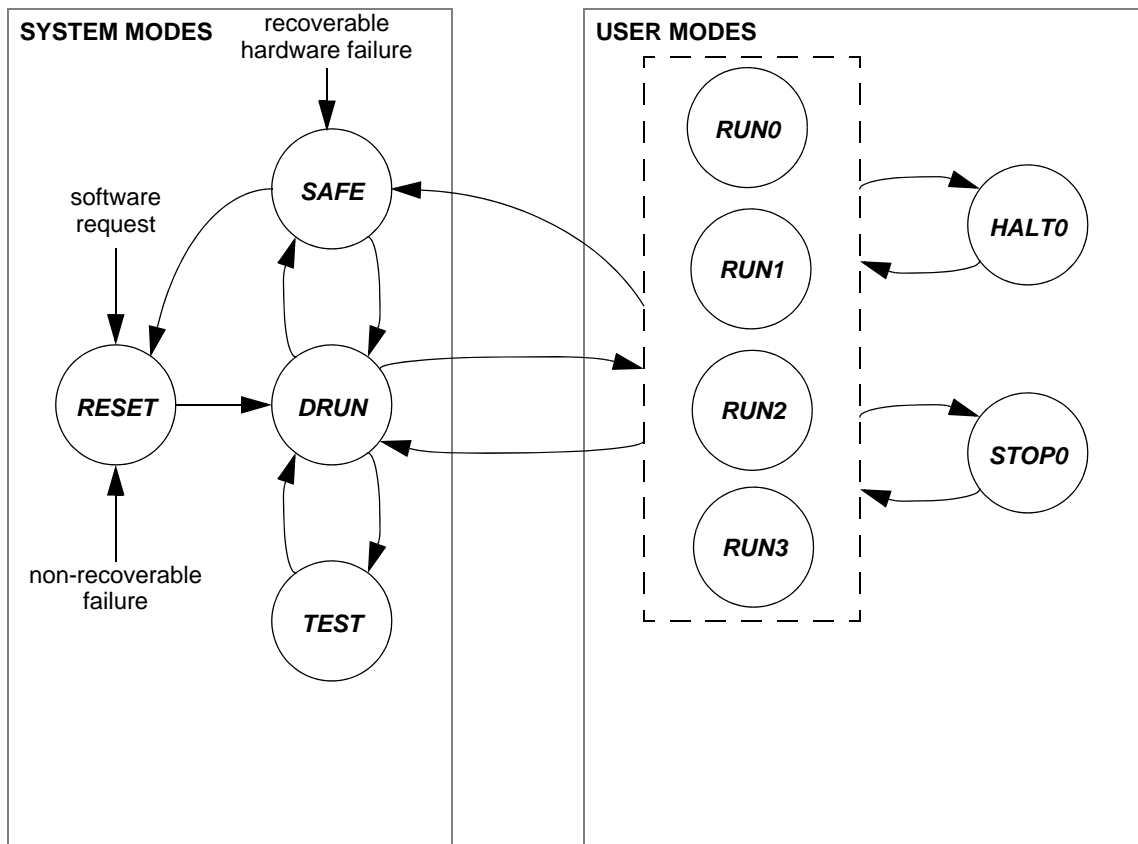 SYSTEM MODES
recoverable
hardware failure
SAFE
software
request
RESET
DRUN
non-recoverable
failure
TEST
USER MODES
RUN0
RUN1
RUN2
RUN3
HALT0
STOP0